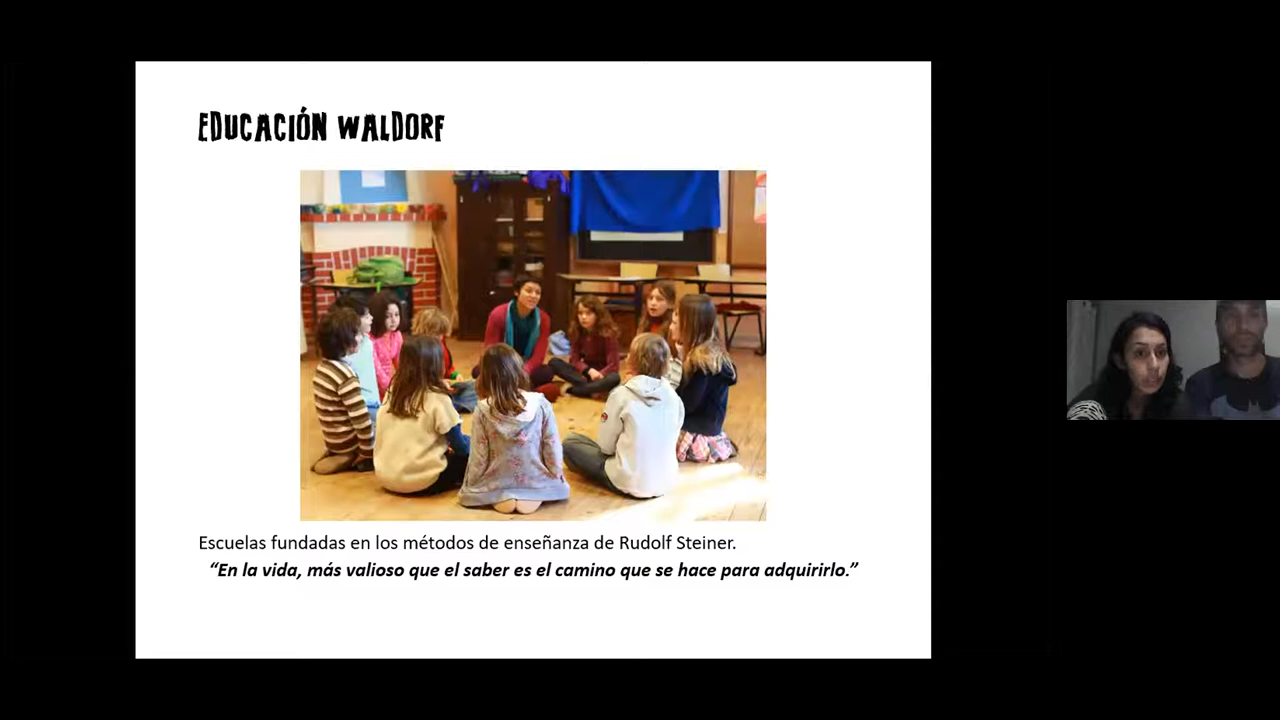 EDUCACIÓN WALDORF
Escuelas fundadas en los métodos de enseñanza de Rudolf Steiner.
“En la vida, más valioso que el saber es el camino que se hace para adquirirlo.”